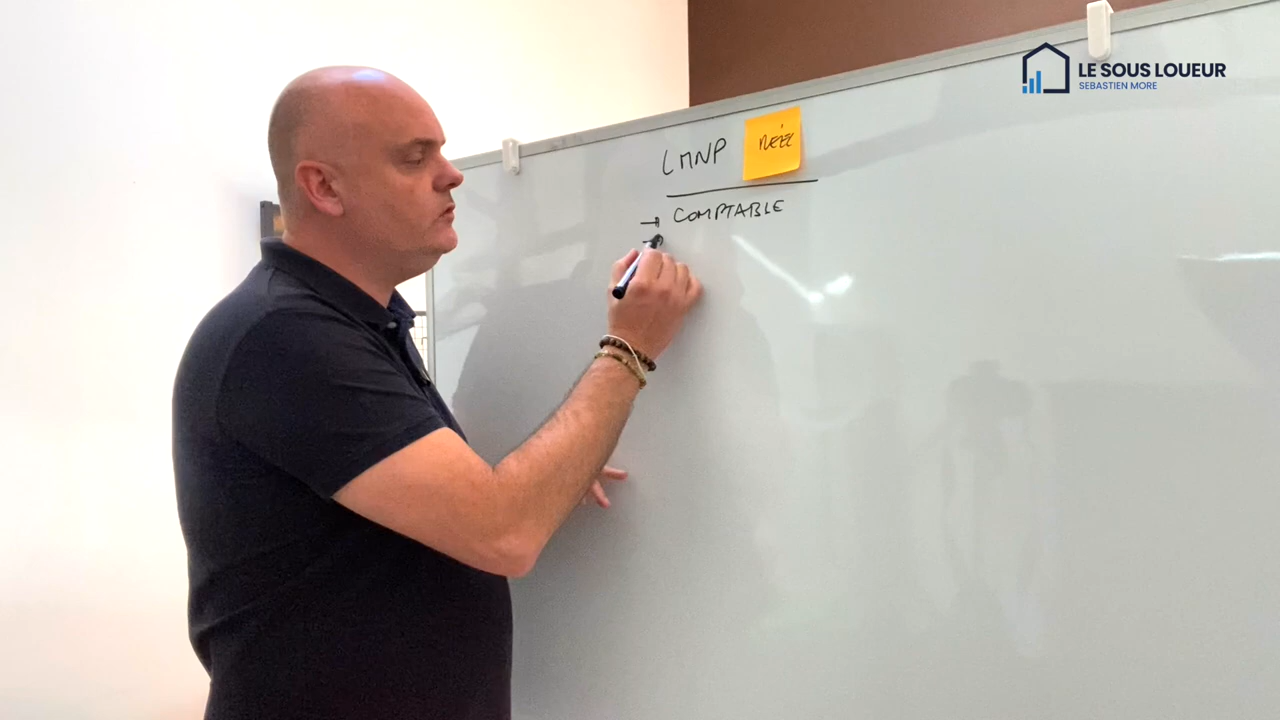 LE SOUS LOUEUR
SEBASTIEN MORE
LMNP RÉEL
→ COMPTABLE